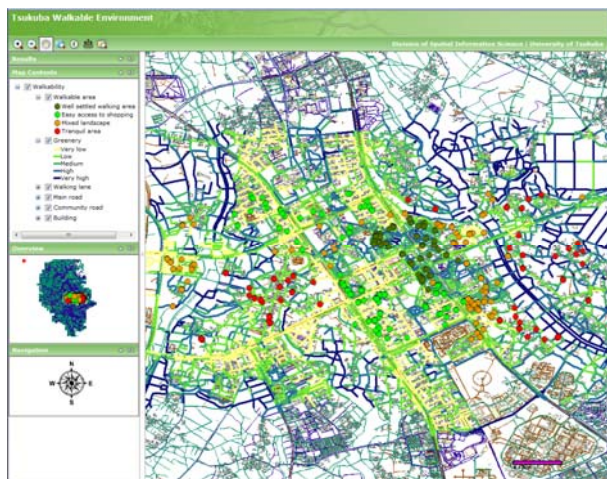 Tsukuba Walkable Environment
Division of Spatial Information Science | University of Tsukuba
Results
Map Contents
Walkability
Walkable area
Well settled walking area
Easy access to shopping
Mixed landscape
Tranquil area
Greenery
Very low
Low
Medium
High
Very high
Walking lane
Main road
Community road
Building
Overview
Navigation
N
W E
S